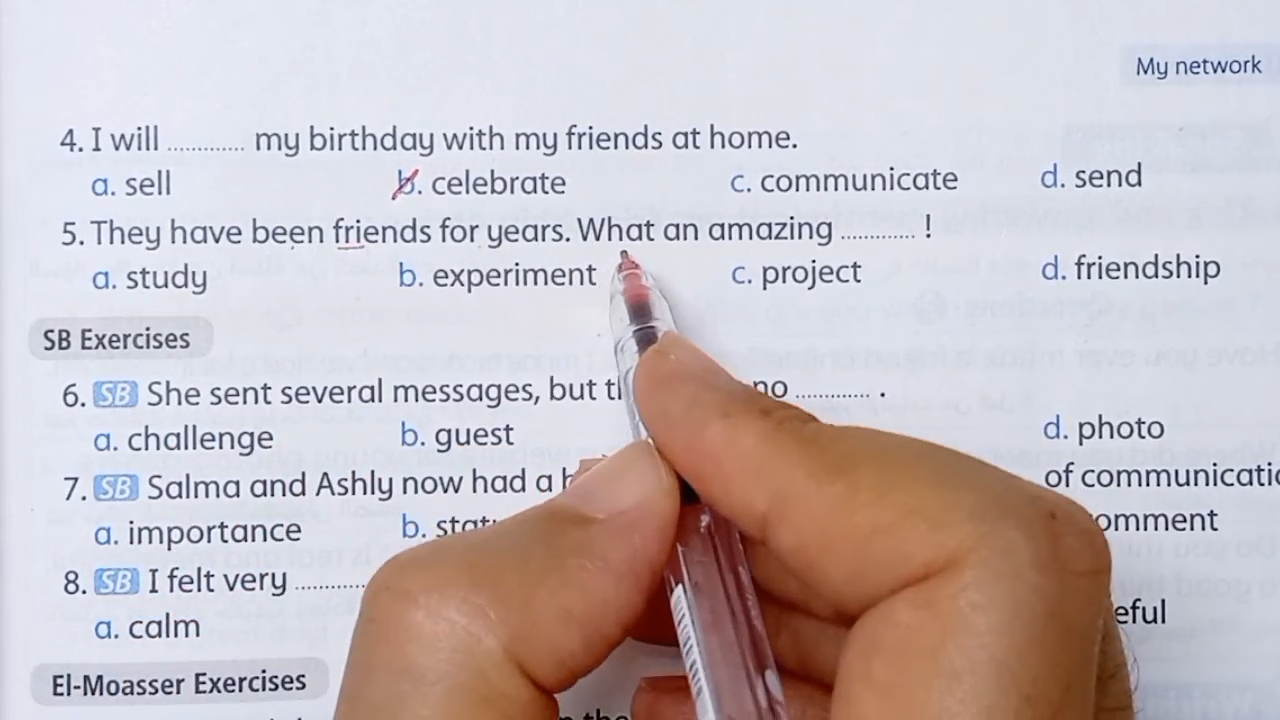 My network
4. I will ............ my birthday with my friends at home.
a. sell b. celebrate c. communicate d. send
5. They have been friends for years. What an amazing ............ !
a. study b. experiment c. project d. friendship
SB Exercises
6. SB She sent several messages, but no ............ .
a. challenge b. guest d. photo
7. SB Salma and Ashly now had a of
a. importance b.
8. SB I felt very ............
a. calm
El-Moasser Exercises